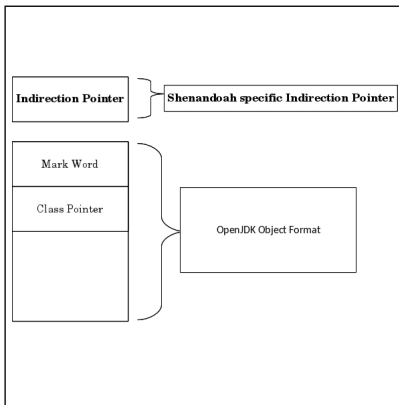 Indirection Pointer
Shenandoah specific Indirection Pointer
Mark Word
Class Pointer
OpenJDK Object Format